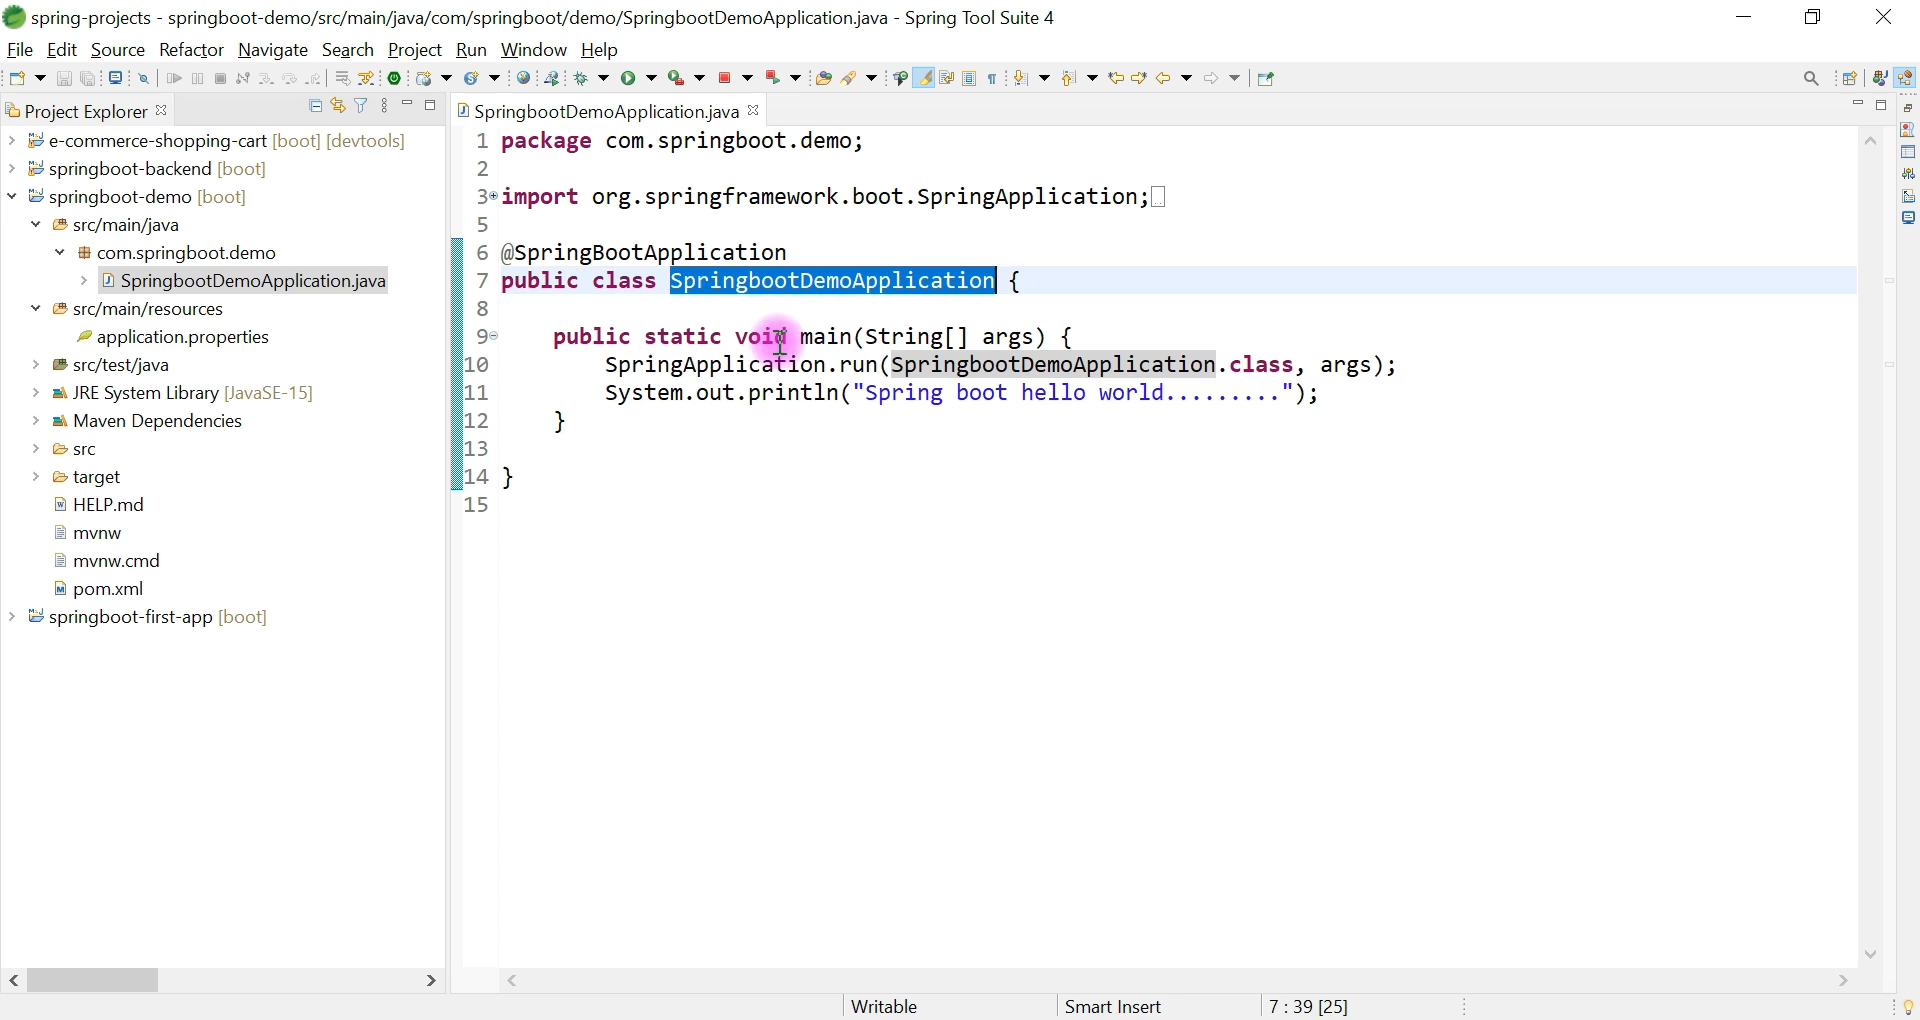 spring-projects - springboot-demo/src/main/java/com/springboot/demo/SpringbootDemoApplication.java - Spring Tool Suite 4
File Edit Source Refactor Navigate Search Project Run Window Help
Project Explorer
e-commerce-shopping-cart [boot] [devtools]
springboot-backend [boot]
springboot-demo [boot]
src/main/java
com.springboot.demo
SpringbootDemoApplication.java
src/main/resources
application.properties
src/test/java
JRE System Library [JavaSE-15]
Maven Dependencies
src
target
HELP.md
mvnw
mvnw.cmd
pom.xml
springboot-first-app [boot]
SpringbootDemoApplication.java
1 package com.springboot.demo;
2
3 import org.springframework.boot.SpringApplication;
5
6 @SpringBootApplication
7 public class SpringbootDemoApplication {
8
9 public static void main(String[] args) {
10 SpringApplication.run(SpringbootDemoApplication.class, args);
11 System.out.println("Spring boot hello world.........");
12 }
13
14 }
15
Writable Smart Insert 7 : 39 [25]